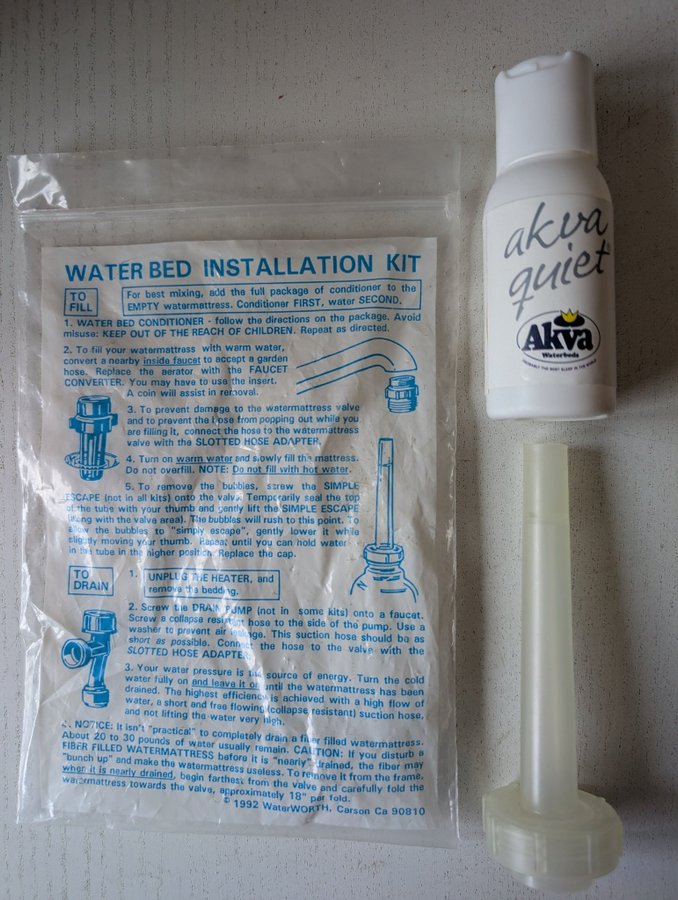 WATER BED INSTALLATION KIT
TO FILL
For best mixing, add the full package of conditioner to the
EMPTY watermattress. Conditioner FIRST, water SECOND.
1. WATER BED CONDITIONER - follow the directions on the package. Avoid
misuse: KEEP OUT OF THE REACH OF CHILDREN. Repeat as directed.
2. To fill your watermattress with warm water,
convert a nearby inside faucet to accept a garden
hose. Replace the aerator with the FAUCET
CONVERTER. You may have to use the insert.
A coin will assist in removal.
3. To prevent damage to the watermattress valve
and to prevent the hose from popping out while you
are filling it, connect the hose to the watermattress
valve with the SLOTTED HOSE ADAPTER.
4. Turn on warm water and slowly fill the mattress.
Do not overfill. NOTE: Do not fill with hot water.
5. To remove the bubbles, screw the SIMPLE
ESCAPE (not in all kits) onto the valve. Temporarily seal the top
of the tube with your thumb and gently lift the SIMPLE ESCAPE
(along with the valve area). The bubbles will rush to this point. To
allow the bubbles to "simply escape", gently lower it while
slightly moving your thumb. Repeat until you can hold water
in the tube in the higher position. Replace the cap.
TO DRAIN
1. UNPLUG THE HEATER, and
remove the bedding.
2. Screw the DRAIN PUMP (not in some kits) onto a faucet.
Screw a collapse resistant hose to the side of the pump. Use a
washer to prevent air leakage. This suction hose should be as
short as possible. Connect the hose to the valve with the
SLOTTED HOSE ADAPTER
3. Your water pressure is the source of energy. Turn the cold
water fully on and leave it on until the watermattress has been
drained. The highest efficiency is achieved with a high flow of
water, a short and free flowing (collapse resistant) suction hose,
and not lifting the water very high.
4. NOTICE: It isn't "practical" to completely drain a fiber filled watermattress.
About 20 to 30 pounds of water usually remain. CAUTION: If you disturb a
FIBER FILLED WATERMATTRESS before it is "nearly" drained, the fiber may
"bunch up" and make the watermattress useless. To remove it from the frame,
when it is nearly drained, begin farthest from the valve and carefully fold the
watermattress towards the valve, approximately 18" per fold.
© 1992 WaterWORTH, Carson Ca 90810
akva
quiet
Akva
Waterbeds
PROBABLY THE BEST SLEEP IN THE WORLD